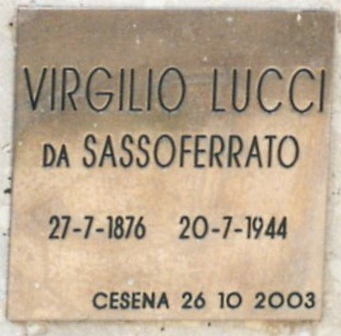 VIRGILIO LUCCI
DA SASSOFERRATO
27-7-1876 20-7-1944
CESENA 26 10 2003